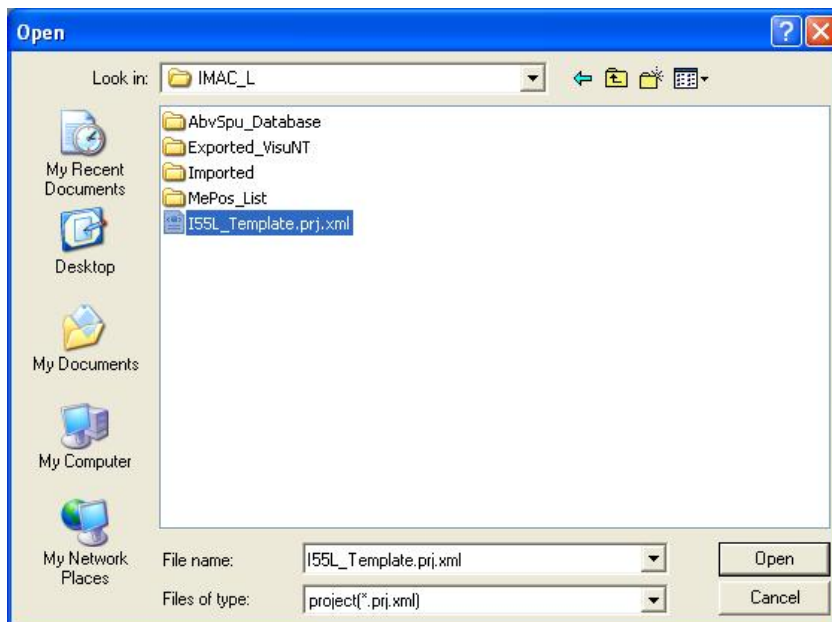 Open
Look in: IMAC_L
My Recent
Documents
Desktop
My Documents
My Computer
My Network
Places
AbvSpu_Database
Exported_VisuNT
Imported
MePos_List
I55L_Template.prj.xml
File name: I55L_Template.prj.xml Open
Files of type: project(*.prj.xml) Cancel